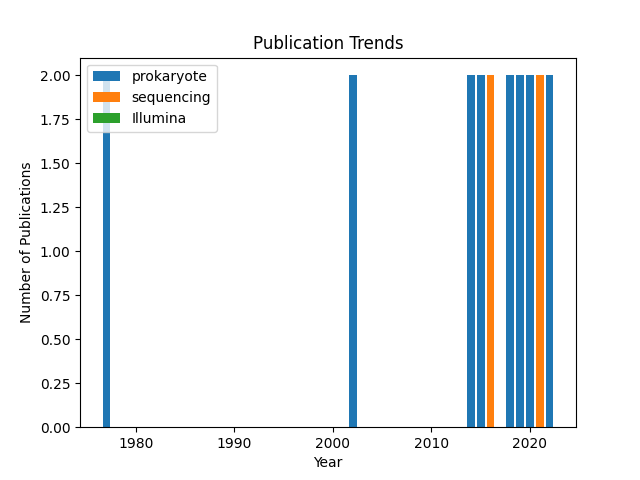 Publication Trends
prokaryote
sequencing
Illumina
2.00
1.75
1.50
1.25
1.00
0.75
0.50
0.25
0.00
Number of Publications
1980 1990 2000 2010 2020
Year